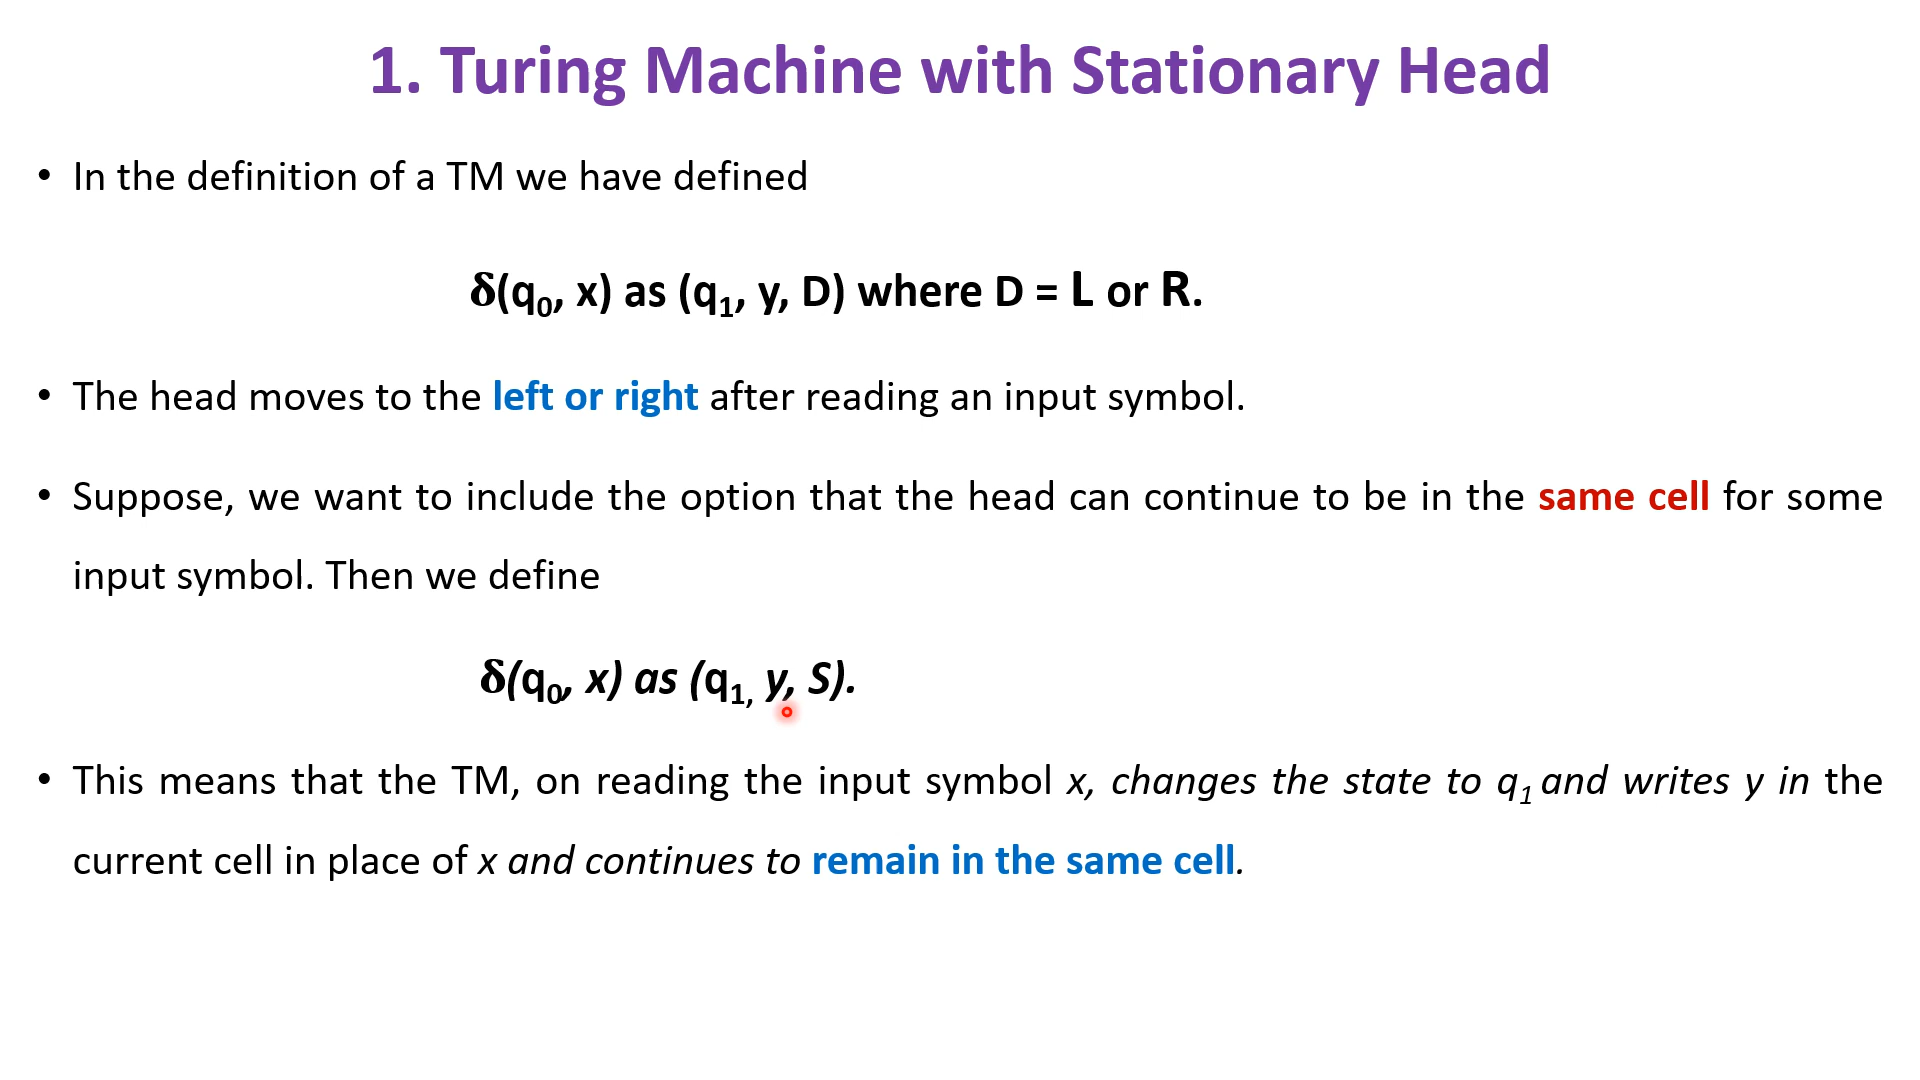 1. Turing Machine with Stationary Head
• In the definition of a TM we have defined
δ(q₀, x) as (q₁, y, D) where D = L or R.
• The head moves to the left or right after reading an input symbol.
• Suppose, we want to include the option that the head can continue to be in the same cell for some
input symbol. Then we define
δ(q₀, x) as (q₁, y, S).
• This means that the TM, on reading the input symbol x, changes the state to q₁ and writes y in the
current cell in place of x and continues to remain in the same cell.